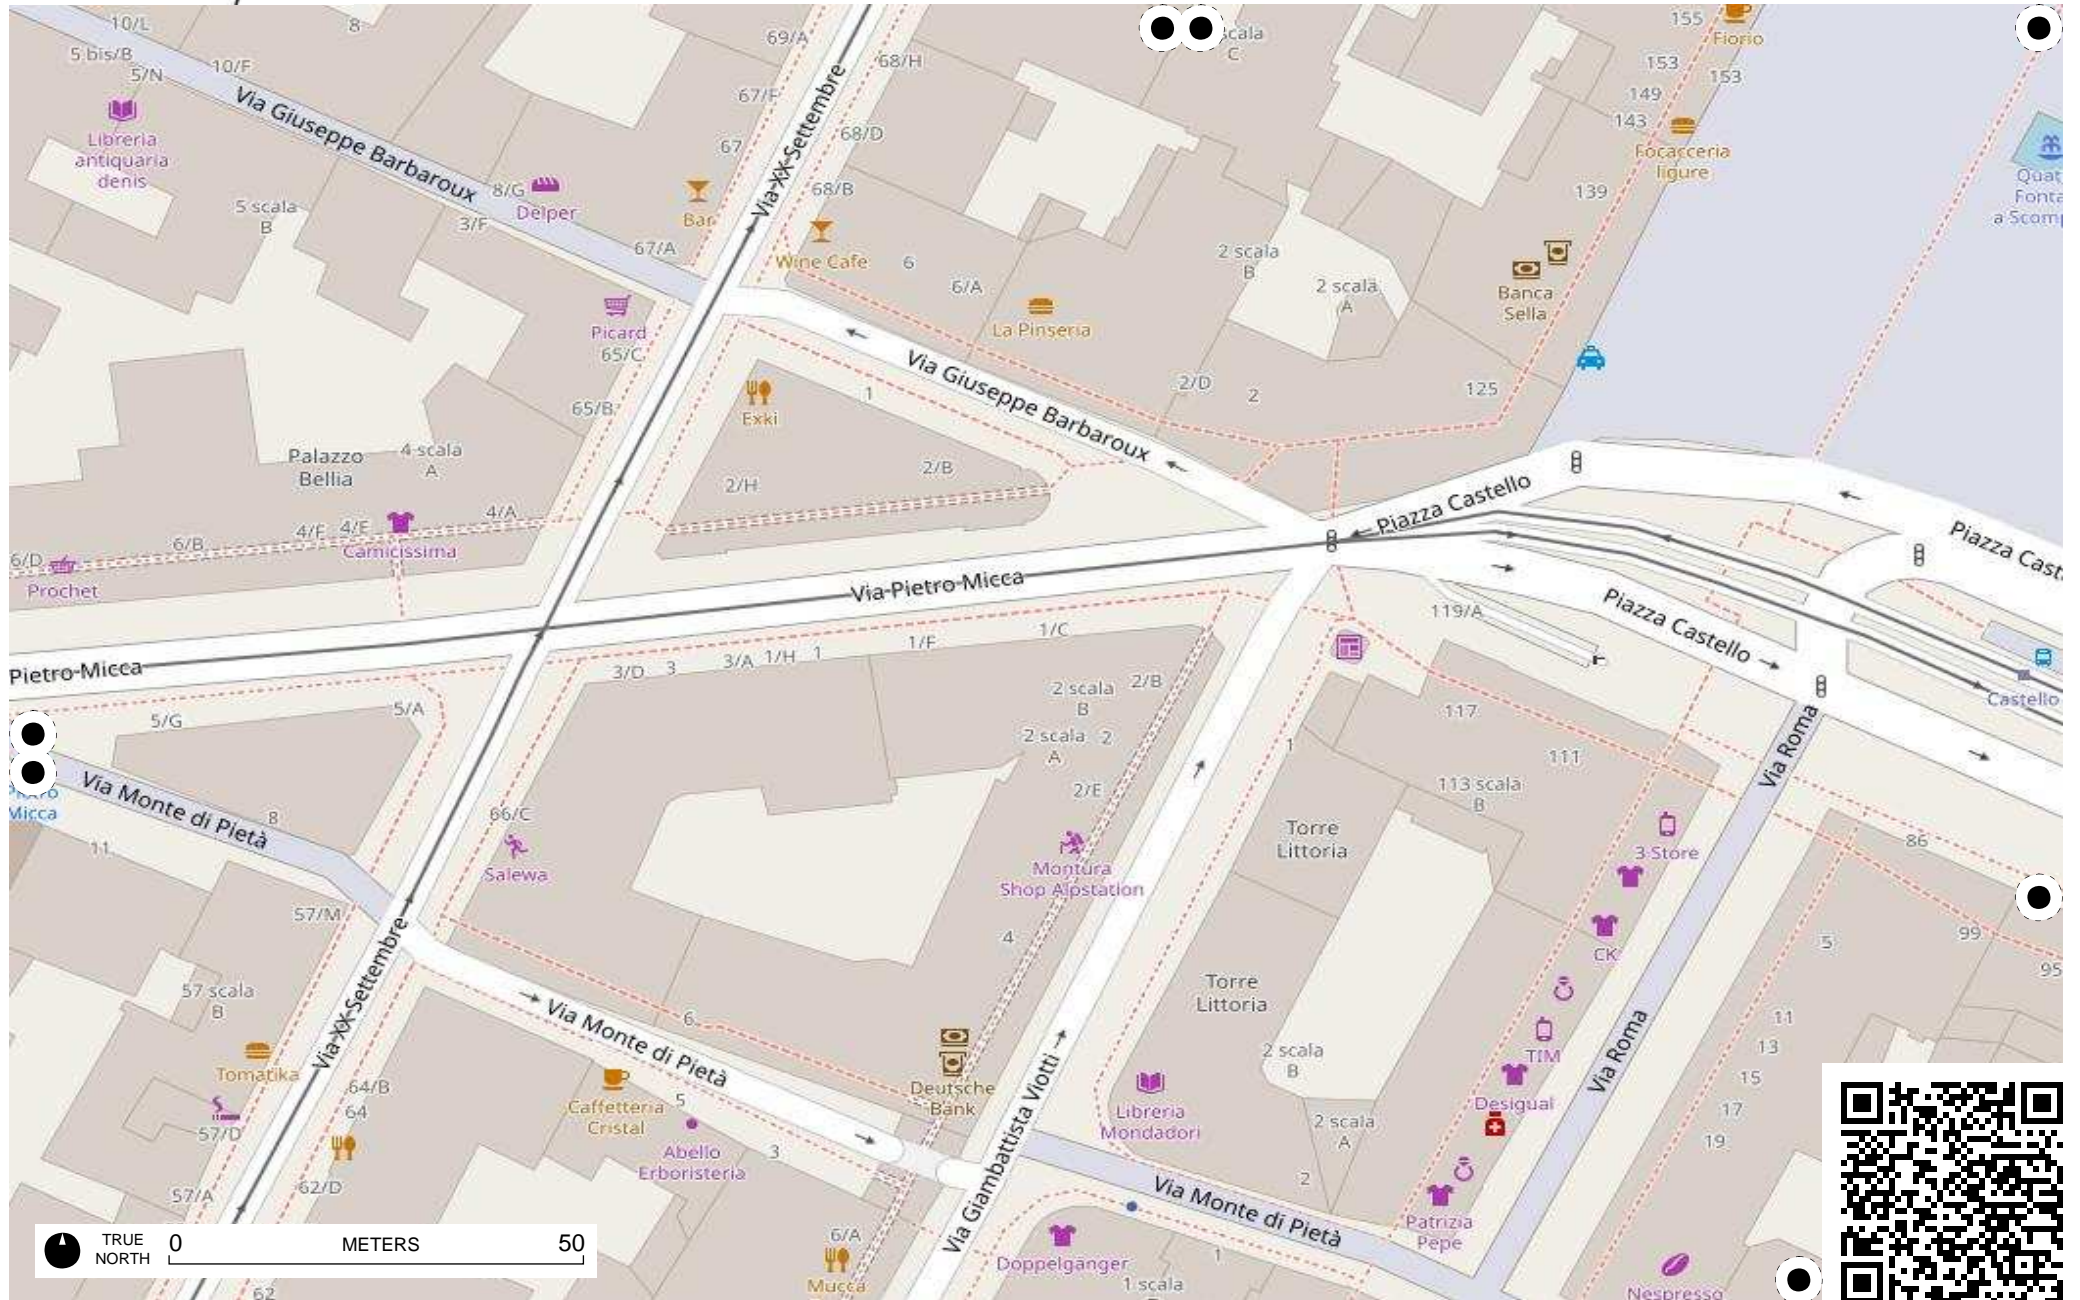 10/L
8
5 bis/B
5/N
10/F
69/A
68/H
scala
C
155
Fiorio
153
153
149
143
Via Giuseppe Barbaroux
Libreria
antiquaria
denis
67/F
67
68/D
Via XX Settembre
Focacceria
ligure
139
8/G
Delper
5 scala
B
3/F
67/A
Bar
68/B
Wine Cafe
6
6/A
2 scala
B
2 scala
A
Banca
Sella
La Pinseria
Picard
65/C
65/B
Exki
1
Via Giuseppe Barbaroux
2/D
2
125
Palazzo
Bellia
4 scala
A
2/H
2/B
4/A
4/E
4/F
Camicissima
6/B
6/D
Prochet
Piazza Castello
Piazza Cast
Via Pietro Micca
Piazza Castello
119/A
1/C
1/F
1
1/H
3/A
3
3/D
Pietro Micca
5/G
5/A
2 scala
B
2/B
2 scala
A
2
2/E
117
111
113 scala
B
1
Castello
Via Roma
Micca
Via Monte di Pietà
8
11
66/C
Salewa
Montura
Shop Alpstation
Torre
Littoria
3 Store
86
57/M
4
CK
5
99
95
57 scala
B
Via XX Settembre
Torre
Littoria
6
Via Monte di Pietà
Tomatika
64/B
64
57/D
Caffetteria
Cristal
5
Abello
Erboristeria
3
Deutsche
Bank
Via Giambattista Viotti
Libreria
Mondadori
2 scala
B
2 scala
A
2
TIM
Desigual
Via Roma
11
13
15
17
19
57/A
62/D
6/A
Mucca
Doppelgänger
1 scala
1
Via Monte di Pietà
Patrizia
Pepe
Nespresso
62
TRUE
NORTH
0 METERS 50